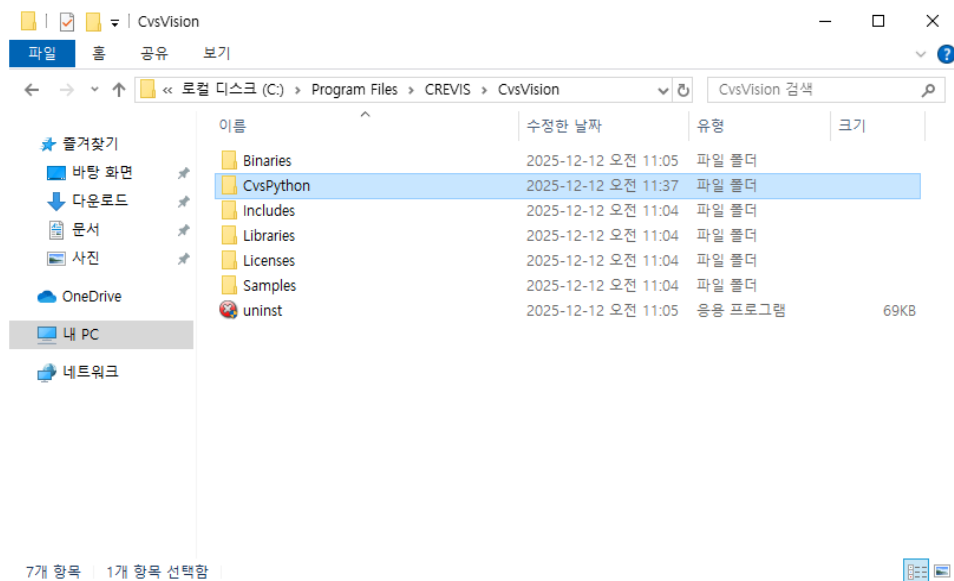 CvsVision
파일 홈 공유 보기
« 로컬 디스크 (C:) › Program Files › CREVIS › CvsVision
CvsVision 검색
이름 수정한 날짜 유형 크기
즐겨찾기
바탕 화면
다운로드
문서
사진
OneDrive
내 PC
네트워크
Binaries 2025-12-12 오전 11:05 파일 폴더
CvsPython 2025-12-12 오전 11:37 파일 폴더
Includes 2025-12-12 오전 11:04 파일 폴더
Libraries 2025-12-12 오전 11:04 파일 폴더
Licenses 2025-12-12 오전 11:04 파일 폴더
Samples 2025-12-12 오전 11:04 파일 폴더
uninst 2025-12-12 오전 11:05 응용 프로그램 69KB
7개 항목 1개 항목 선택함